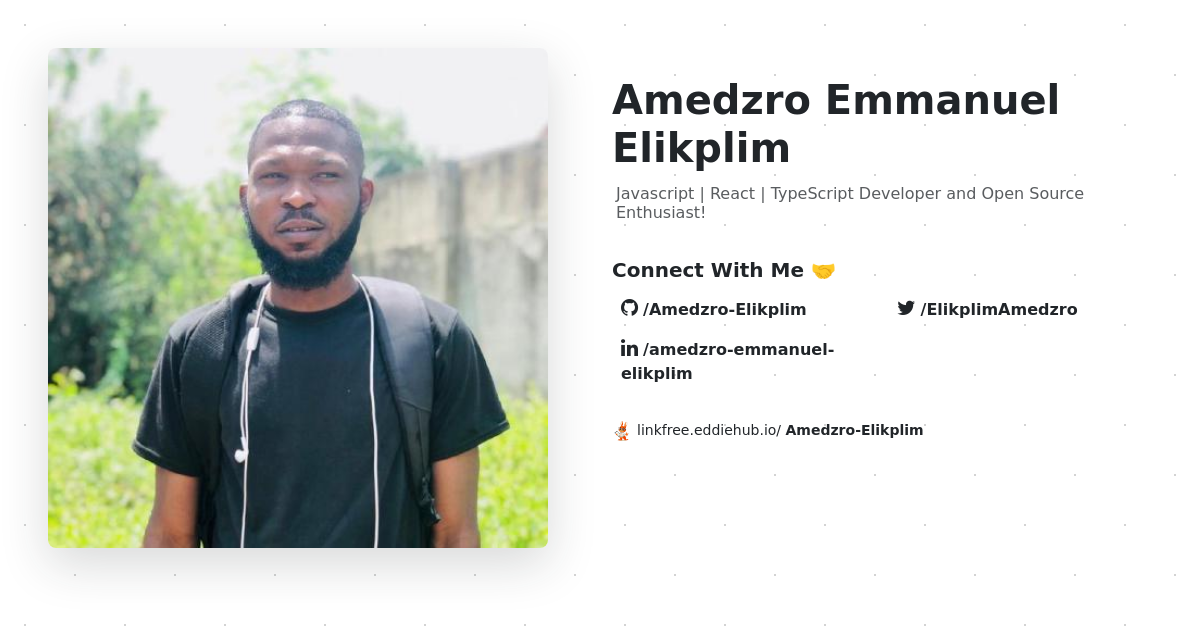 Amedzro Emmanuel
Elikplim
Javascript | React | TypeScript Developer and Open Source
Enthusiast!
Connect With Me 🤝
/Amedzro-Elikplim
/ElikplimAmedzro
/amedzro-emmanuel-
elikplim
linkfree.eddiehub.io/ Amedzro-Elikplim